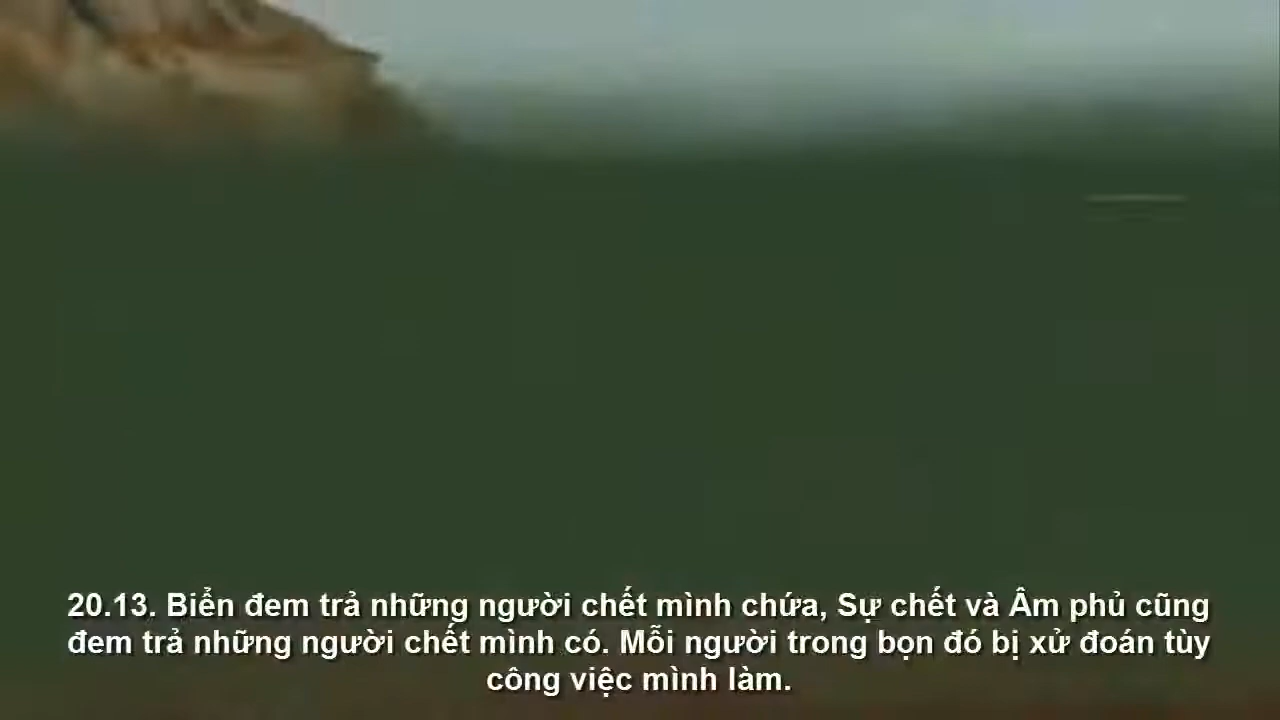 20.13. Biển đem trả những người chết mình chứa, Sự chết và Âm phủ cũng
đem trả những người chết mình có. Mỗi người trong bọn đó bị xử đoán tùy
công việc mình làm.